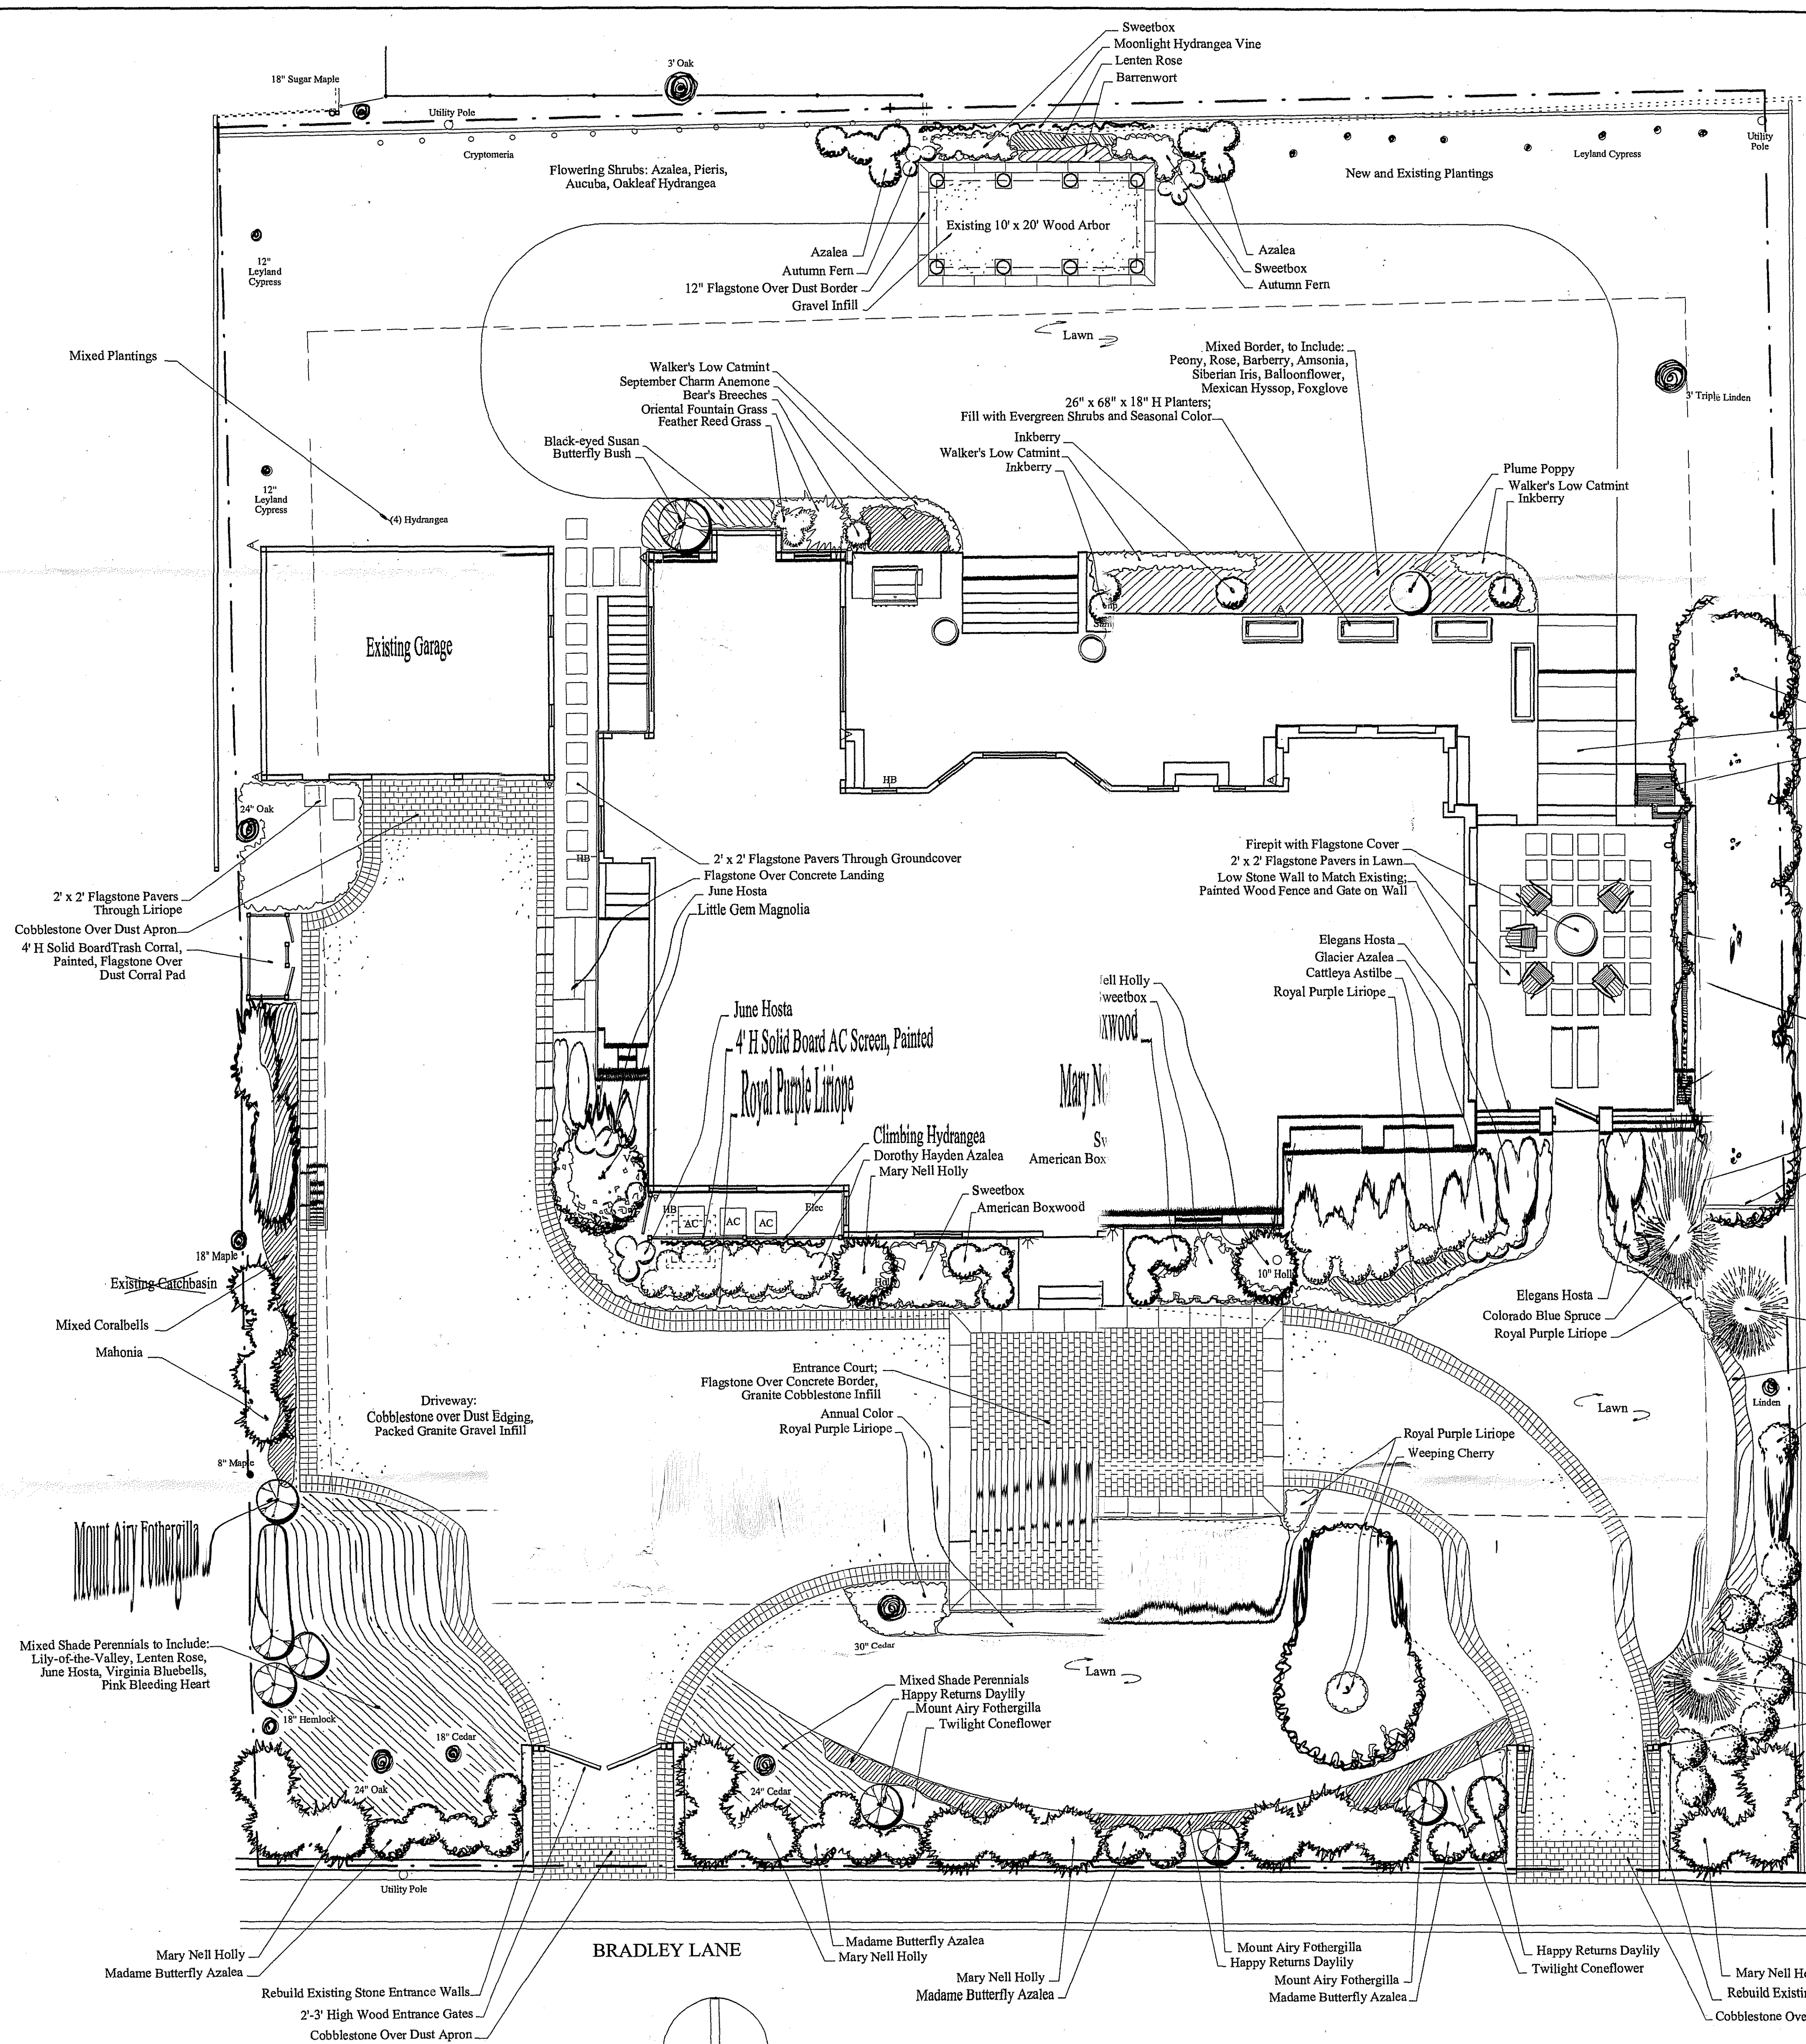 Sweetbox
Moonlight Hydrangea Vine
Lenten Rose
Barrenwort
3' Oak
18" Sugar Maple
Utility Pole
Cryptomeria
Flowering Shrubs: Azalea, Pieris,
Aucuba, Oakleaf Hydrangea
Utility
Pole
Leyland Cypress
New and Existing Plantings
Existing 10' x 20' Wood Arbor
12"
Leyland
Cypress
Azalea
Autumn Fern
12" Flagstone Over Dust Border
Gravel Infill
Azalea
Sweetbox
Autumn Fern
Lawn
Mixed Plantings
Walker's Low Catmint
September Charm Anemone
Bear's Breeches
Oriental Fountain Grass
Feather Reed Grass
Black-eyed Susan
Butterfly Bush
Mixed Border, to Include:
Peony, Rose, Barberry, Amsonia,
Siberian Iris, Balloonflower,
Mexican Hyssop, Foxglove
26" x 68" x 18" H Planters;
Fill with Evergreen Shrubs and Seasonal Color
Inkberry
Walker's Low Catmint
Inkberry
3' Triple Linden
Plume Poppy
Walker's Low Catmint
Inkberry
12"
Leyland
Cypress
(4) Hydrangea
Existing Garage
HB
24" Oak
2' x 2' Flagstone Pavers
Through Liriope
Cobblestone Over Dust Apron
4' H Solid BoardTrash Corral,
Painted, Flagstone Over
Dust Corral Pad
HB
2' x 2' Flagstone Pavers Through Groundcover
Flagstone Over Concrete Landing
June Hosta
Little Gem Magnolia
Firepit with Flagstone Cover
2' x 2' Flagstone Pavers in Lawn
Low Stone Wall to Match Existing;
Painted Wood Fence and Gate on Wall
Elegans Hosta
Glacier Azalea
Cattleya Astilbe
Royal Purple Liriope
ell Holly
weetbox
xwood
June Hosta
4' H Solid Board AC Screen, Painted
Royal Purple Liriope
Mary Ne
Sw
American Box
Climbing Hydrangea
Dorothy Hayden Azalea
Mary Nell Holly
Sweetbox
American Boxwood
HB
AC
AC
AC
Elec
10" Holl
18" Maple
Existing Catchbasin
Mixed Coralbells
Mahonia
Elegans Hosta
Colorado Blue Spruce
Royal Purple Liriope
Entrance Court;
Flagstone Over Concrete Border,
Granite Cobblestone Infill
Annual Color
Royal Purple Liriope
Driveway:
Cobblestone over Dust Edging,
Packed Granite Gravel Infill
Linden
Lawn
Royal Purple Liriope
Weeping Cherry
8" Maple
Mount Airy Fothergilla
Mixed Shade Perennials to Include:
Lily-of-the-Valley, Lenten Rose,
June Hosta, Virginia Bluebells,
Pink Bleeding Heart
30" Cedar
Lawn
Mixed Shade Perennials
Happy Returns Daylily
Mount Airy Fothergilla
Twilight Coneflower
18" Hemlock
18" Cedar
24" Oak
24" Cedar
Utility Pole
BRADLEY LANE
Mary Nell Holly
Madame Butterfly Azalea
Rebuild Existing Stone Entrance Walls
2'-3' High Wood Entrance Gates
Cobblestone Over Dust Apron
Madame Butterfly Azalea
Mary Nell Holly
Mary Nell Holly
Madame Butterfly Azalea
Mount Airy Fothergilla
Happy Returns Daylily
Mount Airy Fothergilla
Madame Butterfly Azalea
Happy Returns Daylily
Twilight Coneflower
Mary Nell H
Rebuild Existi
Cobblestone Ove